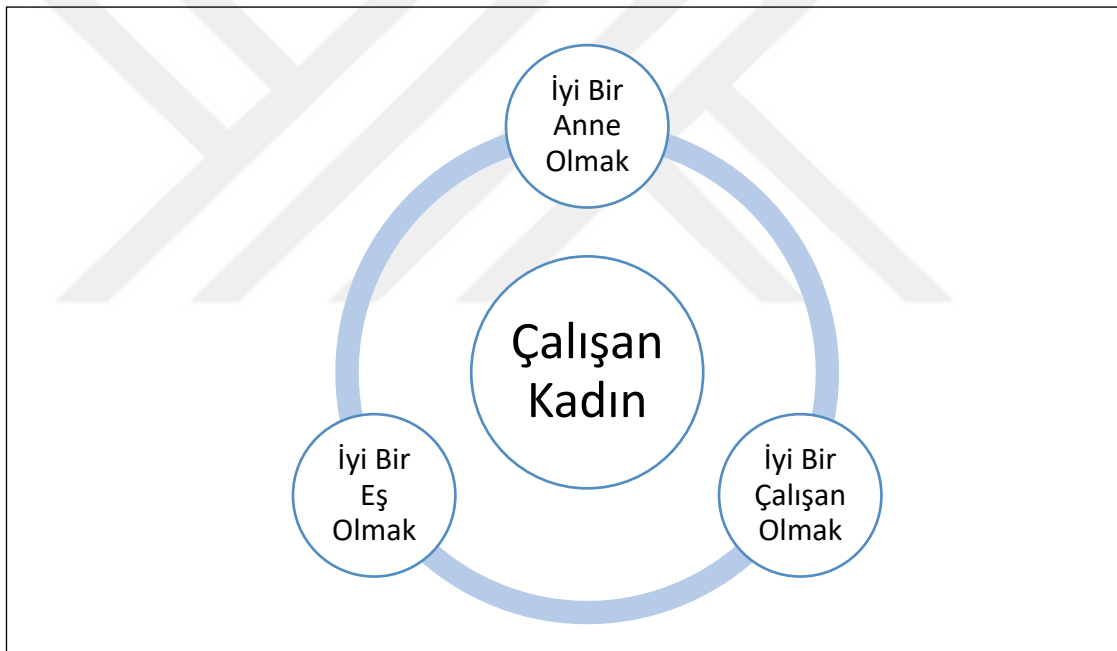 İyi Bir
Anne
Olmak
Çalışan
Kadın
İyi Bir
Eş
Olmak
İyi Bir
Çalışan
Olmak